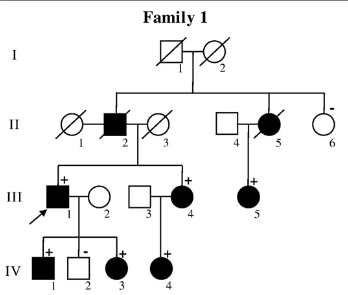 Family 1
I
1 2
-
II
1 2 3 4 5 6
+ + +
III
1 2 3 4 5
+ - + +
IV
1 2 3 4